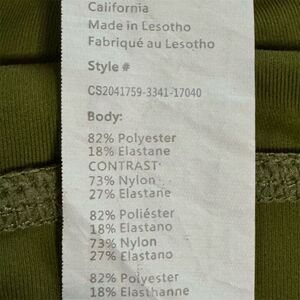 California
Made in Lesotho
Fabriqué au Lesotho
Style #
CS2041759-3341-17040
Body:
82% Polyester
18% Elastane
CONTRAST:
73% Nylon
27% Elastane
82% Poliéster
18% Elastano
73% Nylon
27% Elastano
82% Polyester
18% Elasthanne